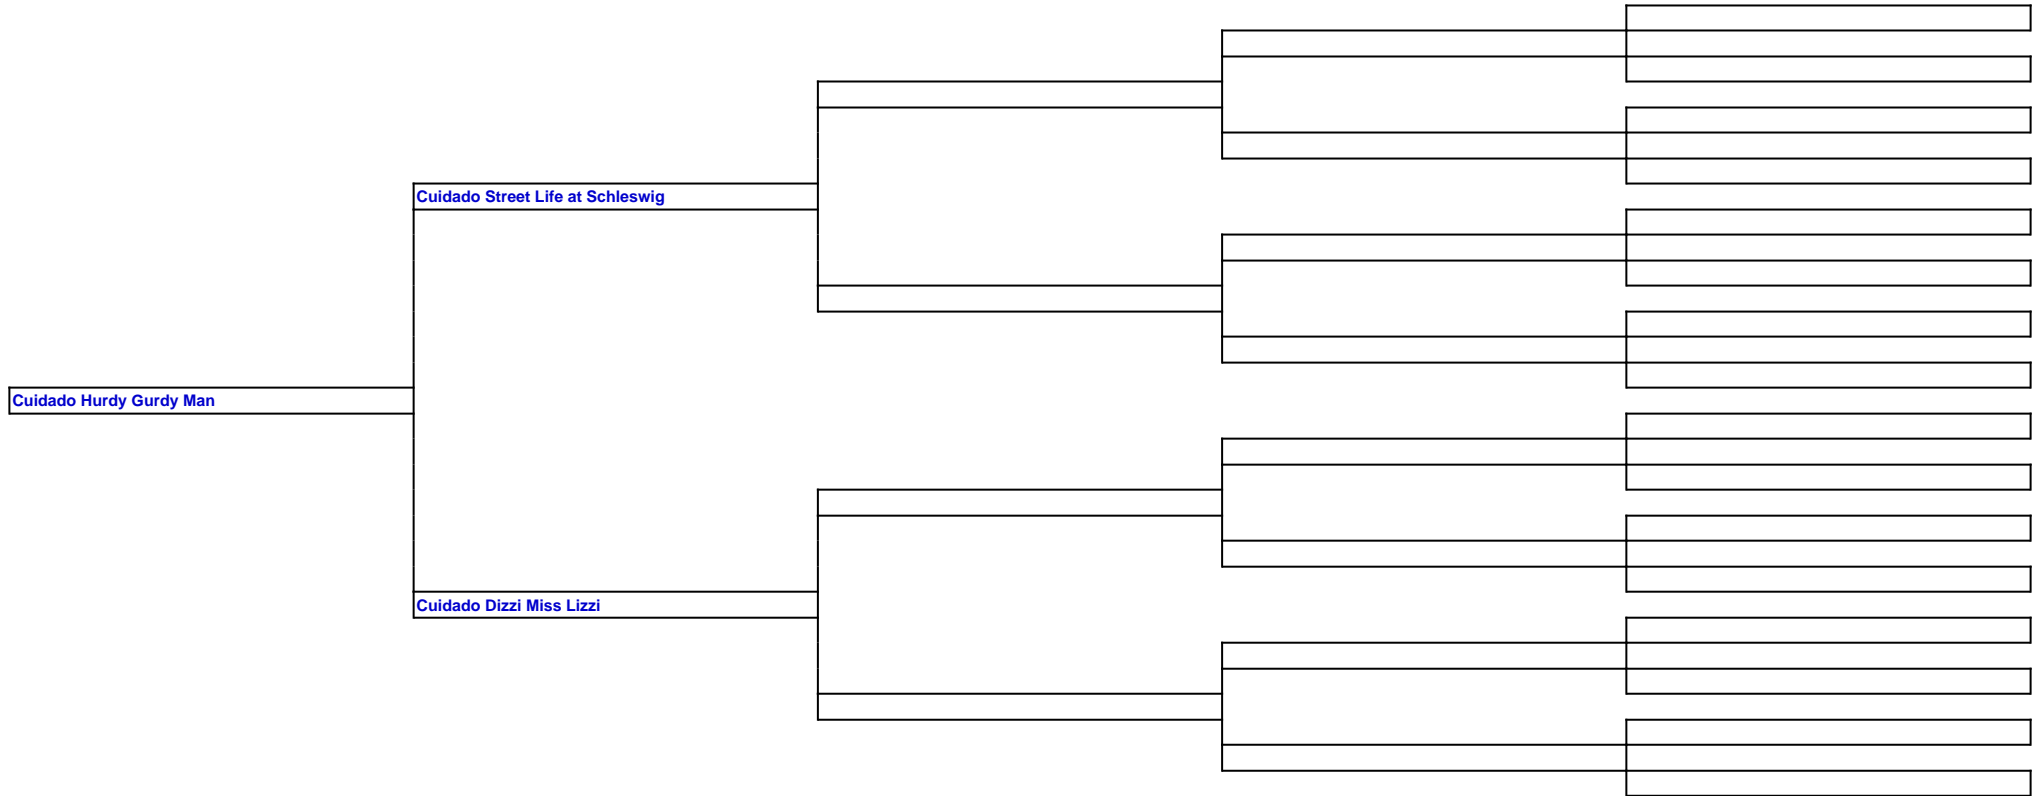 Cuidado Street Life at Schleswig
Cuidado Hurdy Gurdy Man
Cuidado Dizzi Miss Lizzi